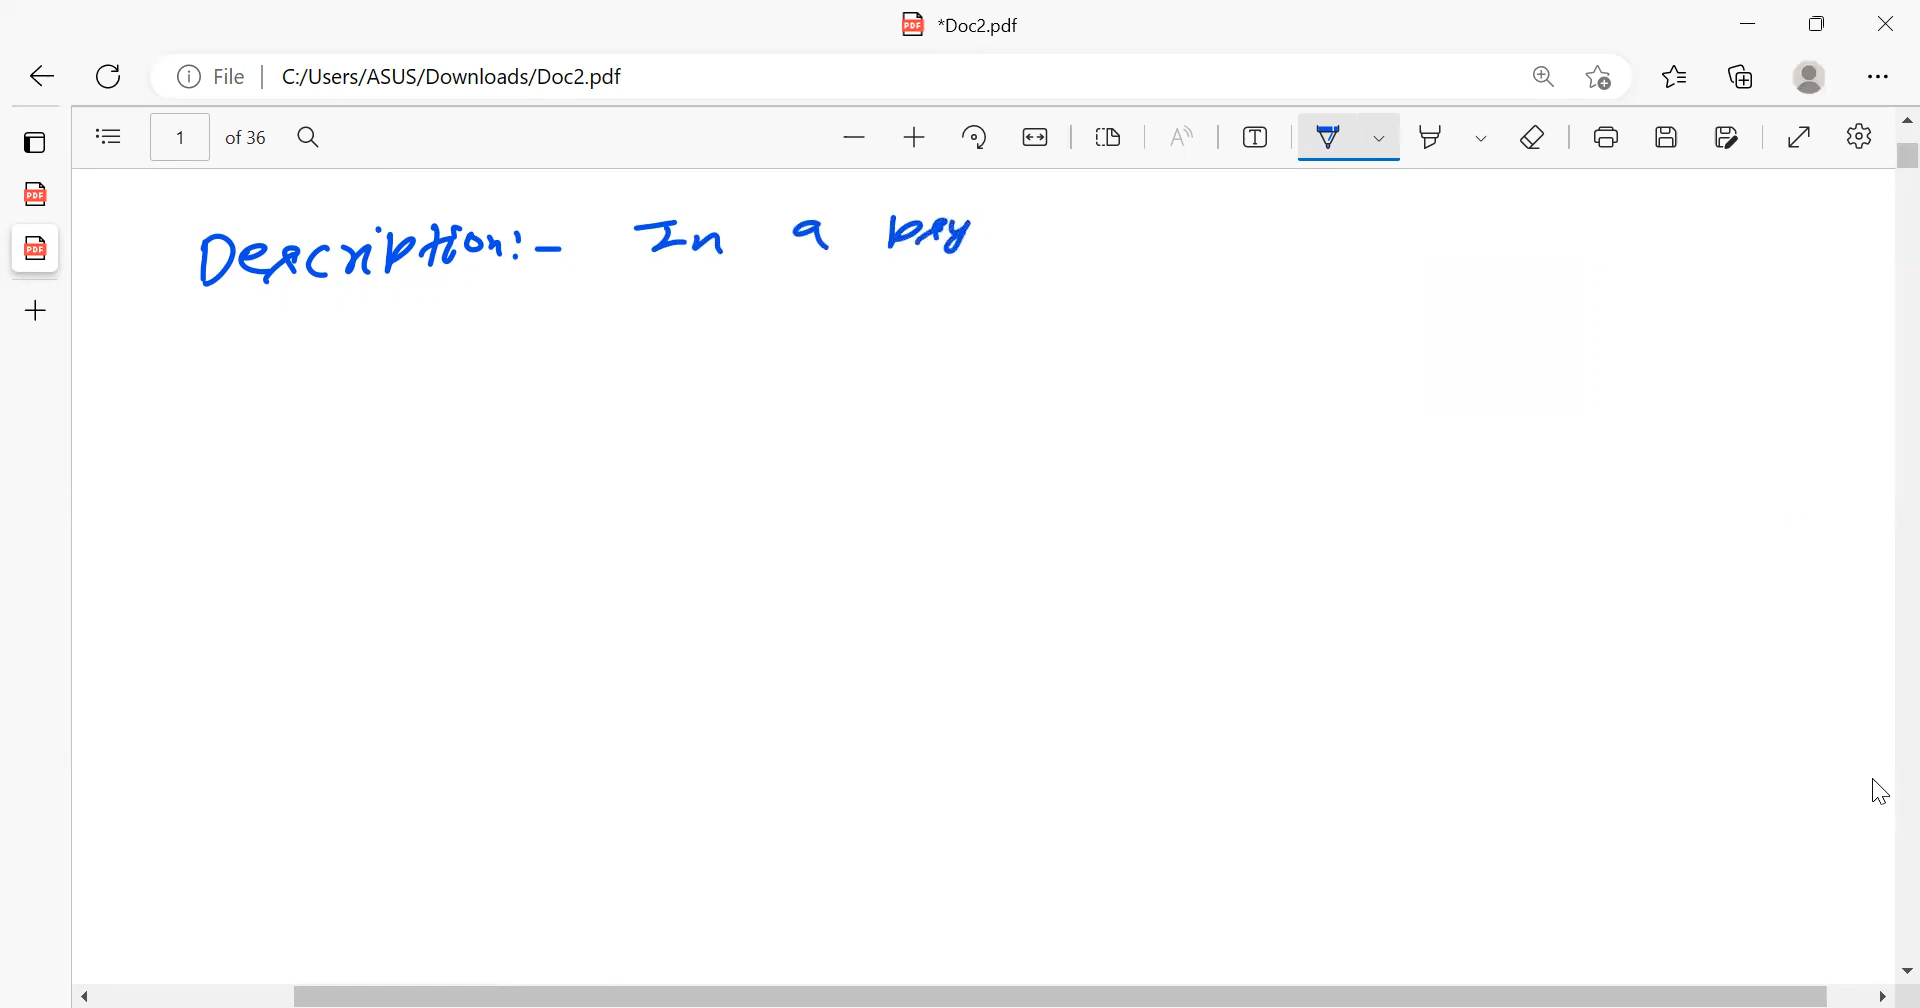 *Doc2.pdf
File C:/Users/ASUS/Downloads/Doc2.pdf
1 of 36
Description:- In a